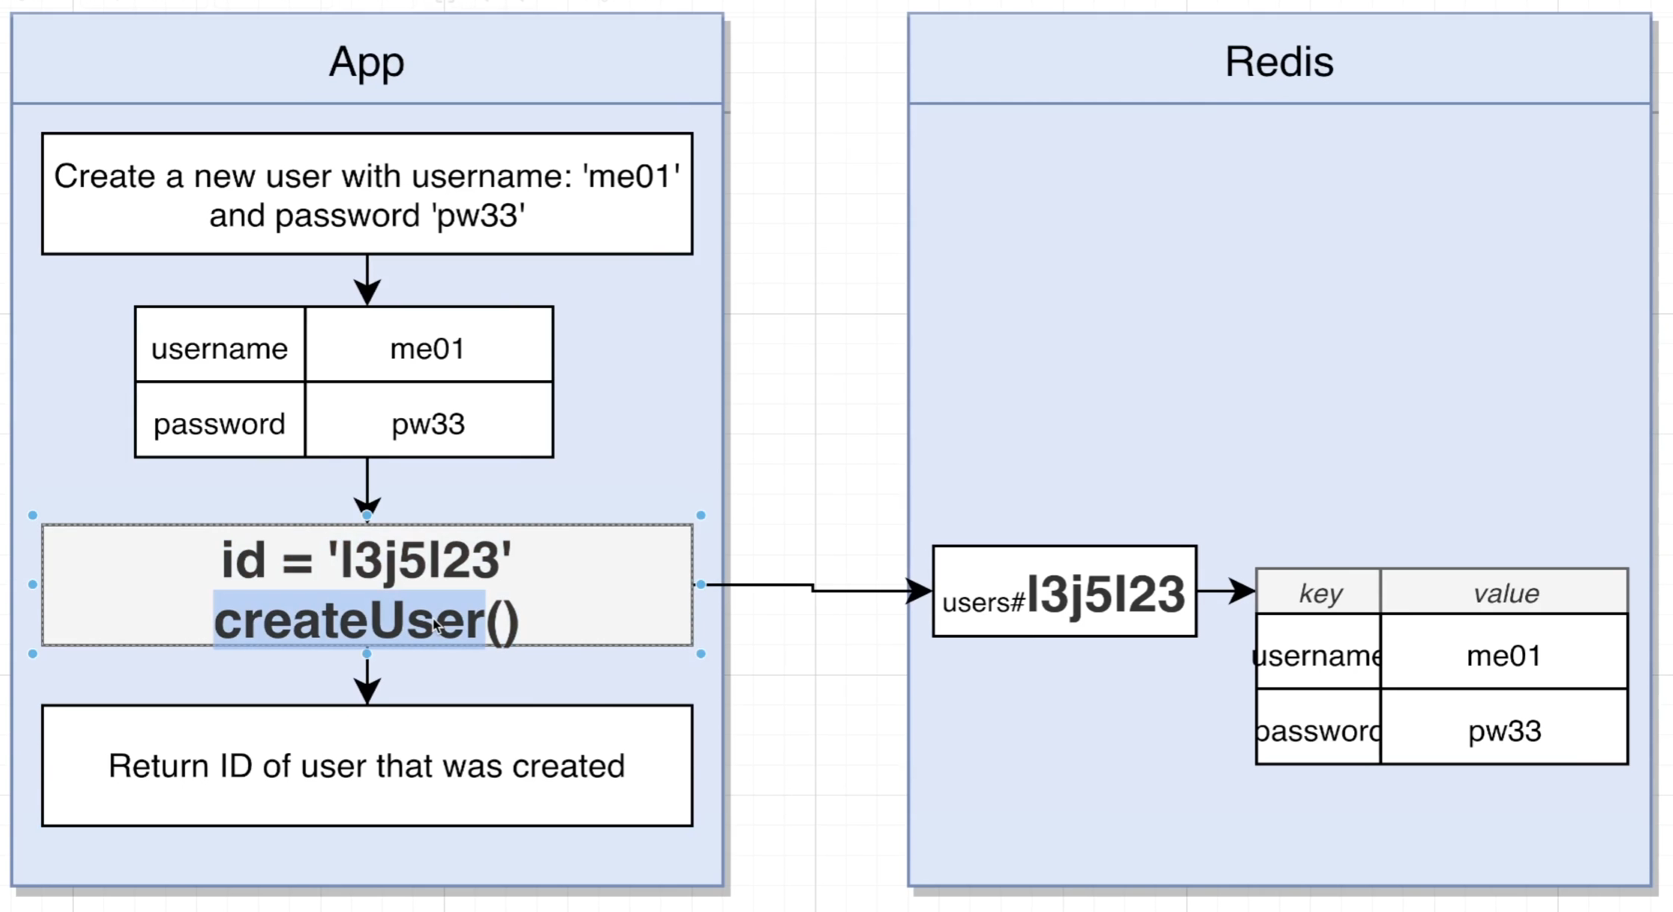 App
Create a new user with username: 'me01'
and password 'pw33'
username me01
password pw33
id = 'l3j5l23'
createUser()
Return ID of user that was created
Redis
users#l3j5l23
key value
username me01
password pw33